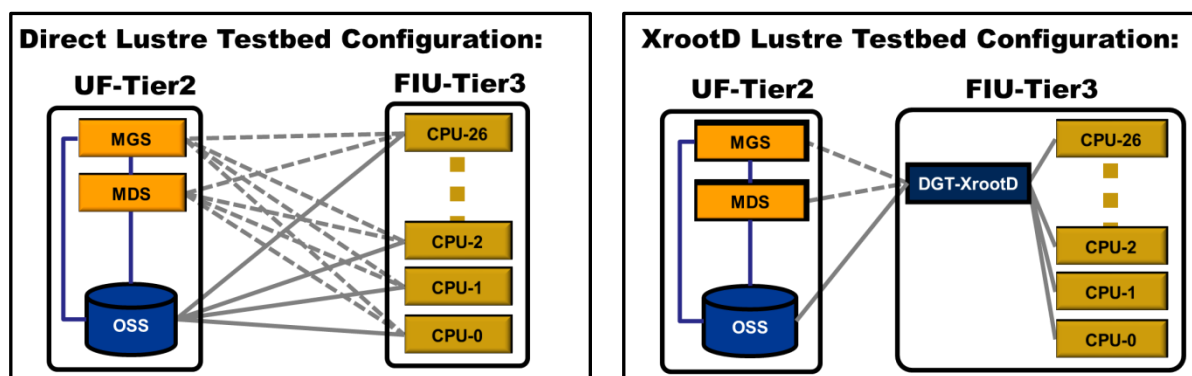 Direct Lustre Testbed Configuration:
UF-Tier2
FIU-Tier3
MGS
MDS
OSS
CPU-26
CPU-2
CPU-1
CPU-0
XrootD Lustre Testbed Configuration:
UF-Tier2
FIU-Tier3
MGS
MDS
OSS
DGT-XrootD
CPU-26
CPU-2
CPU-1
CPU-0